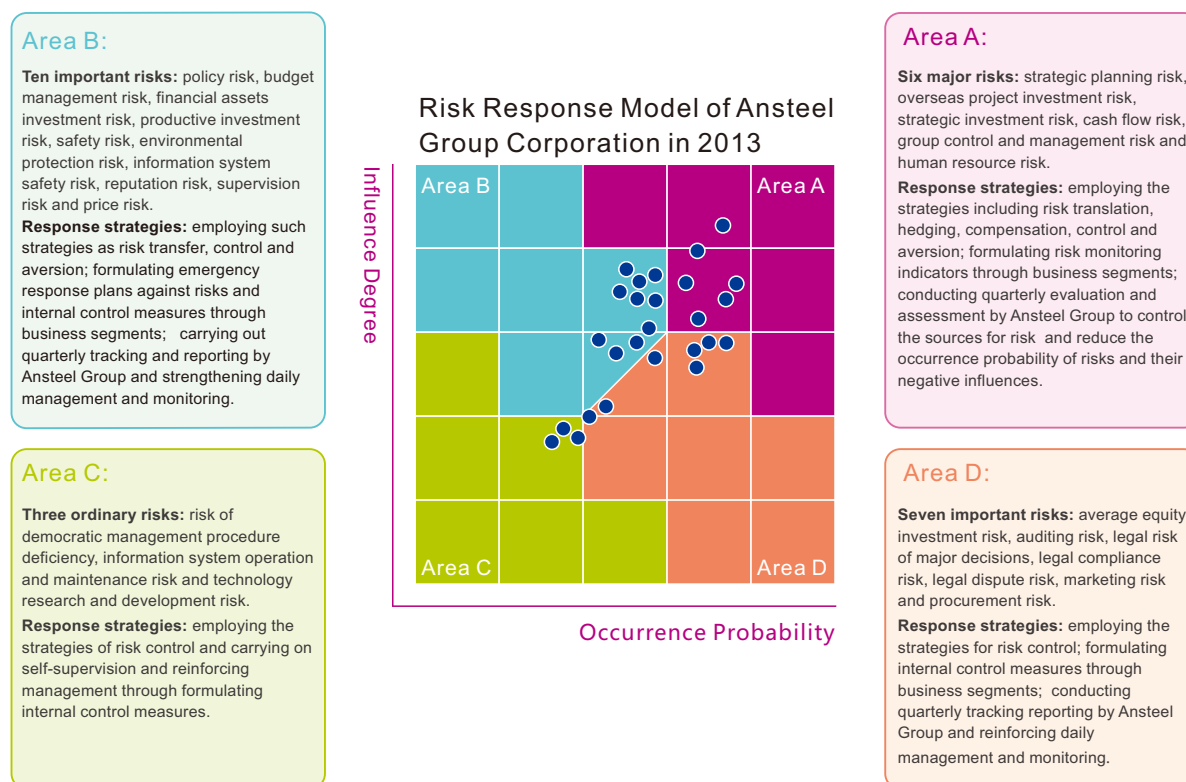 Area B:
Ten important risks: policy risk, budget
management risk, financial assets
investment risk, productive investment
risk, safety risk, environmental
protection risk, information system
safety risk, reputation risk, supervision
risk and price risk.
Response strategies: employing such
strategies as risk transfer, control and
aversion; formulating emergency
response plans against risks and
internal control measures through
business segments; carrying out
quarterly tracking and reporting by
Ansteel Group and strengthening daily
management and monitoring.
Area C:
Three ordinary risks: risk of
democratic management procedure
deficiency, information system operation
and maintenance risk and technology
research and development risk.
Response strategies: employing the
strategies of risk control and carrying on
self-supervision and reinforcing
management through formulating
internal control measures.
Risk Response Model of Ansteel
Group Corporation in 2013
Influence Degree
Area B
Area A
Area C
Area D
Occurrence Probability
Area A:
Six major risks: strategic planning risk,
overseas project investment risk,
strategic investment risk, cash flow risk,
group control and management risk and
human resource risk.
Response strategies: employing the
strategies including risk translation,
hedging, compensation, control and
aversion; formulating risk monitoring
indicators through business segments;
conducting quarterly evaluation and
assessment by Ansteel Group to control
the sources for risk and reduce the
occurrence probability of risks and their
negative influences.
Area D:
Seven important risks: average equity
investment risk, auditing risk, legal risk
of major decisions, legal compliance
risk, legal dispute risk, marketing risk
and procurement risk.
Response strategies: employing the
strategies for risk control; formulating
internal control measures through
business segments; conducting
quarterly tracking reporting by Ansteel
Group and reinforcing daily
management and monitoring.